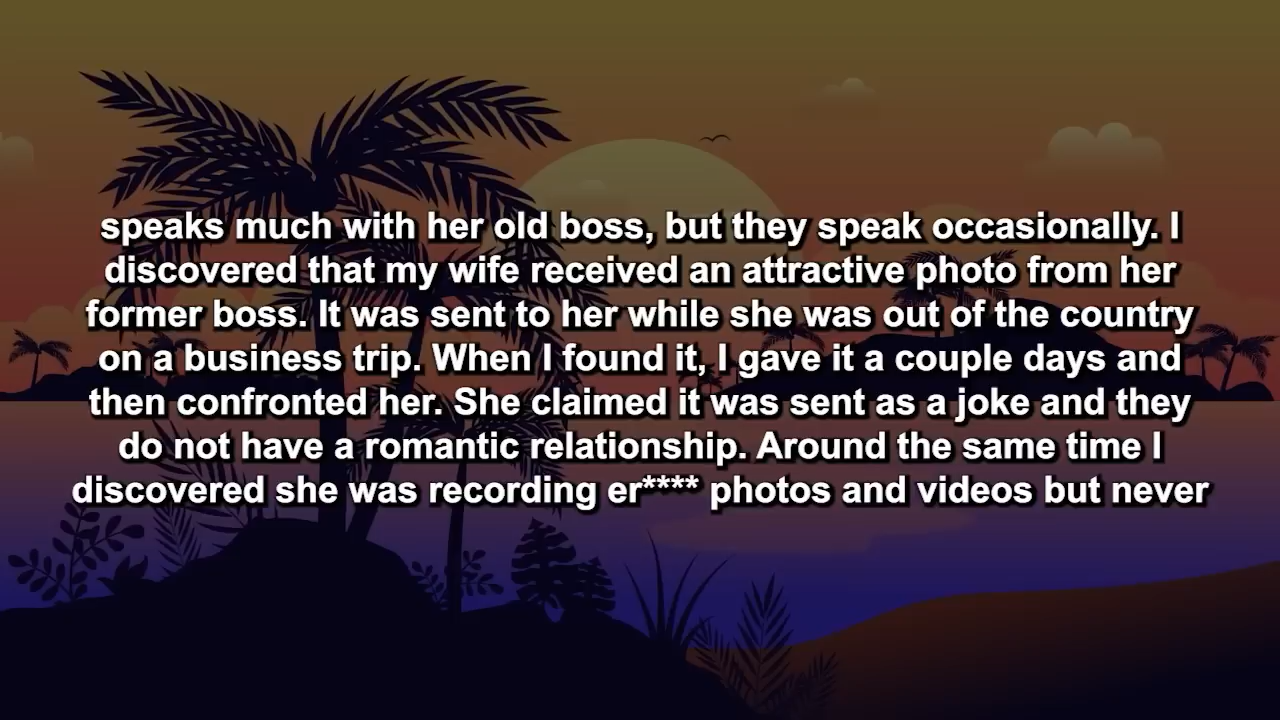 speaks much with her old boss, but they speak occasionally. I
discovered that my wife received an attractive photo from her
former boss. It was sent to her while she was out of the country
on a business trip. When I found it, I gave it a couple days and
then confronted her. She claimed it was sent as a joke and they
do not have a romantic relationship. Around the same time I
discovered she was recording er**** photos and videos but never